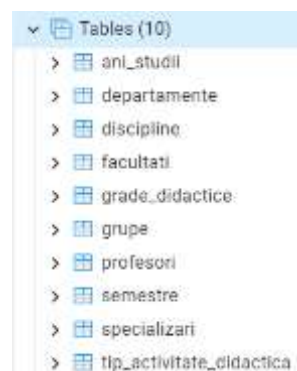 Tables (10)
ani_studii
departamente
discipline
facultati
grade_didactice
grupe
profesori
semestre
specializari
tip_activitate_didactica